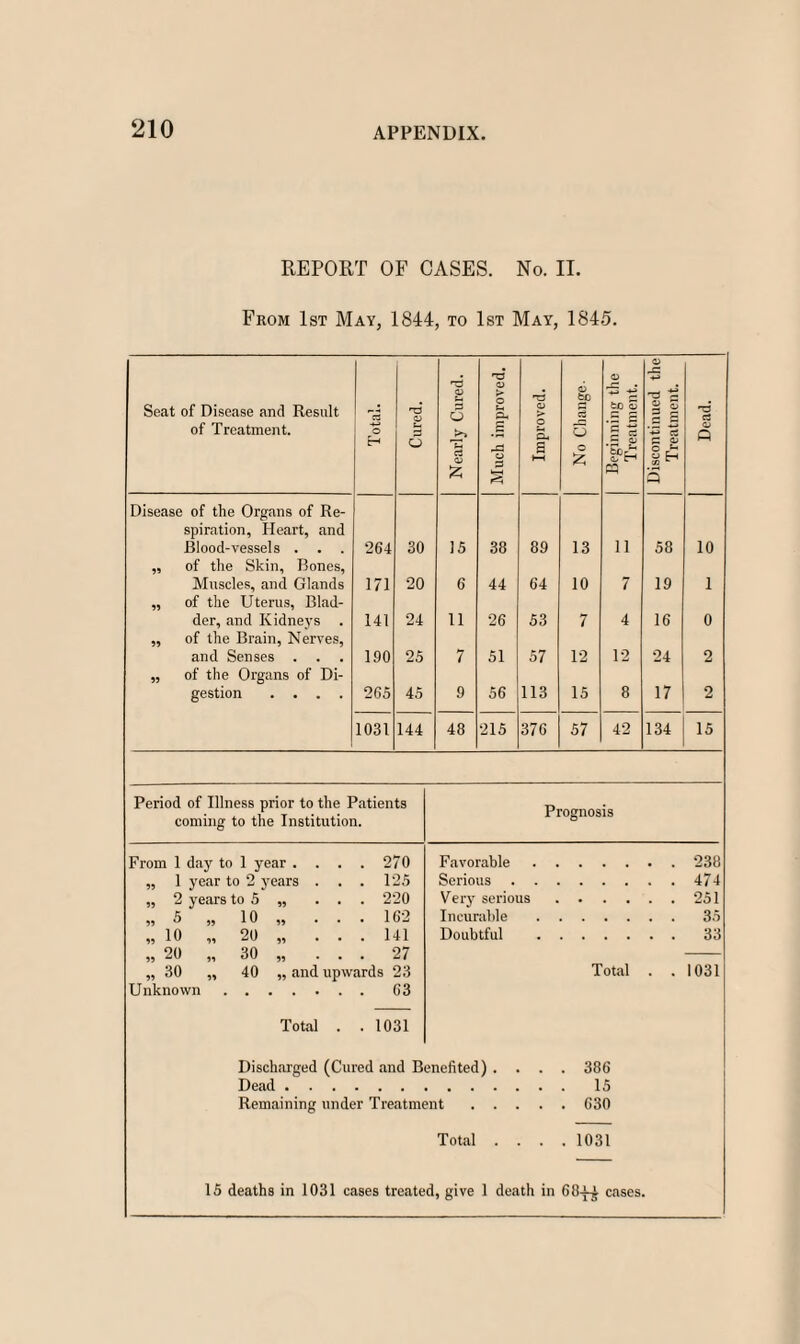 210 APPENDIX.
REPORT OF CASES. No. II.
From 1st May, 1844, to 1st May, 1845.
Seat of Disease and Result of Treatment. | Total. | Cured. | Nearly Cured. | Much improved. | Improved. | No Change. | Beginning the Treatment. | Discontinued the Treatment. | Dead.
Disease of the Organs of Re-
spiration, Heart, and
Blood-vessels . . . 264 30 15 38 89 13 11 58 10
„ of the Skin, Bones,
Muscles, and Glands 171 20 6 44 64 10 7 19 1
„ of the Uterus, Blad-
der, and Kidneys . 141 24 11 26 53 7 4 16 0
„ of the Brain, Nerves,
and Senses . . . 190 25 7 51 57 12 12 24 2
„ of the Organs of Di-
gestion . . . . 265 45 9 56 113 15 8 17 2
1031 144 48 215 376 57 42 134 15
Period of Illness prior to the Patients
coming to the Institution.
From 1 day to 1 year . . . . 270
„ 1 year to 2 years . . . 125
„ 2 years to 5 „ . . . 220
„ 5 „ 10 „ . . . 162
„ 10 „ 20 „ . . . 141
„ 20 „ 30 „ . . . 27
„ 30 „ 40 „ and upwards 23
Unknown . . . . . . . 63
Total . . 1031
Prognosis
Favorable . . . . . . . 238
Serious . . . . . . . . 474
Very serious . . . . . . 251
Incurable . . . . . . . 35
Doubtful . . . . . . . 33
Total . . 1031
Discharged (Cured and Benefited) . . . . 386
Dead . . . . . . . . . . . . . 15
Remaining under Treatment . . . . . 630
Total . . . . 1031
15 deaths in 1031 cases treated, give 1 death in 68 11/15 cases.